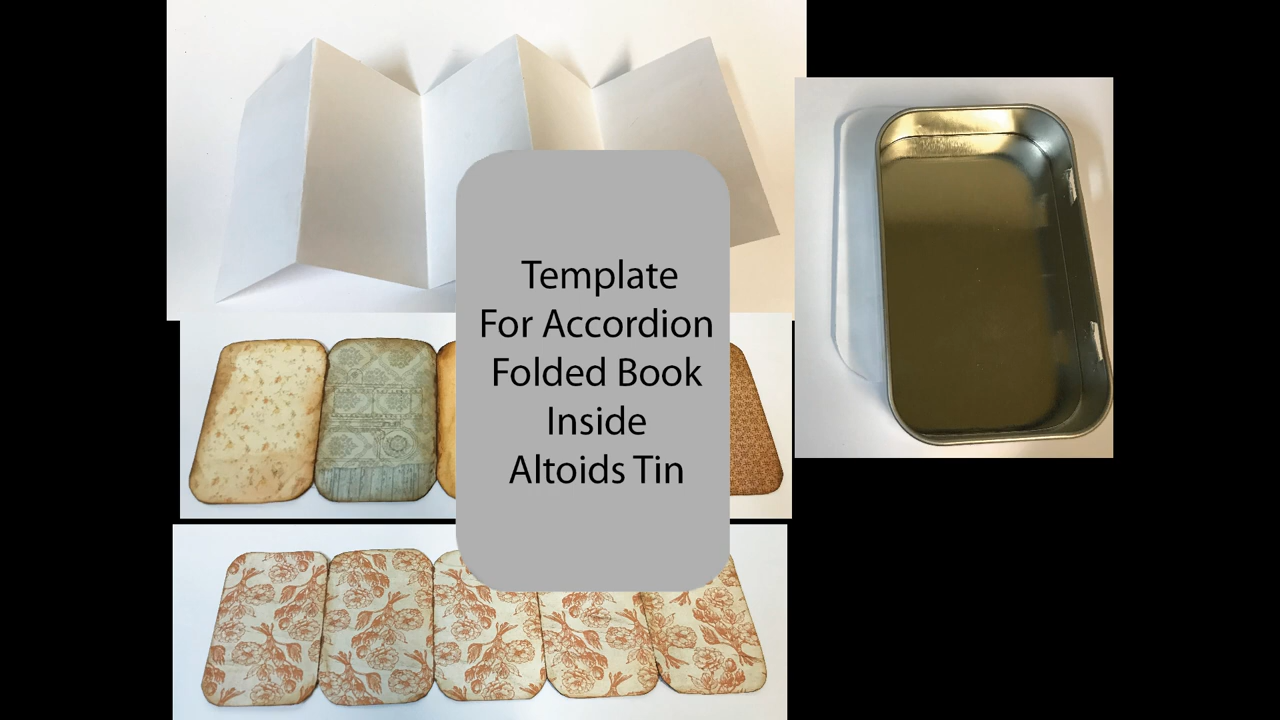 Template
For Accordion
Folded Book
Inside
Altoids Tin